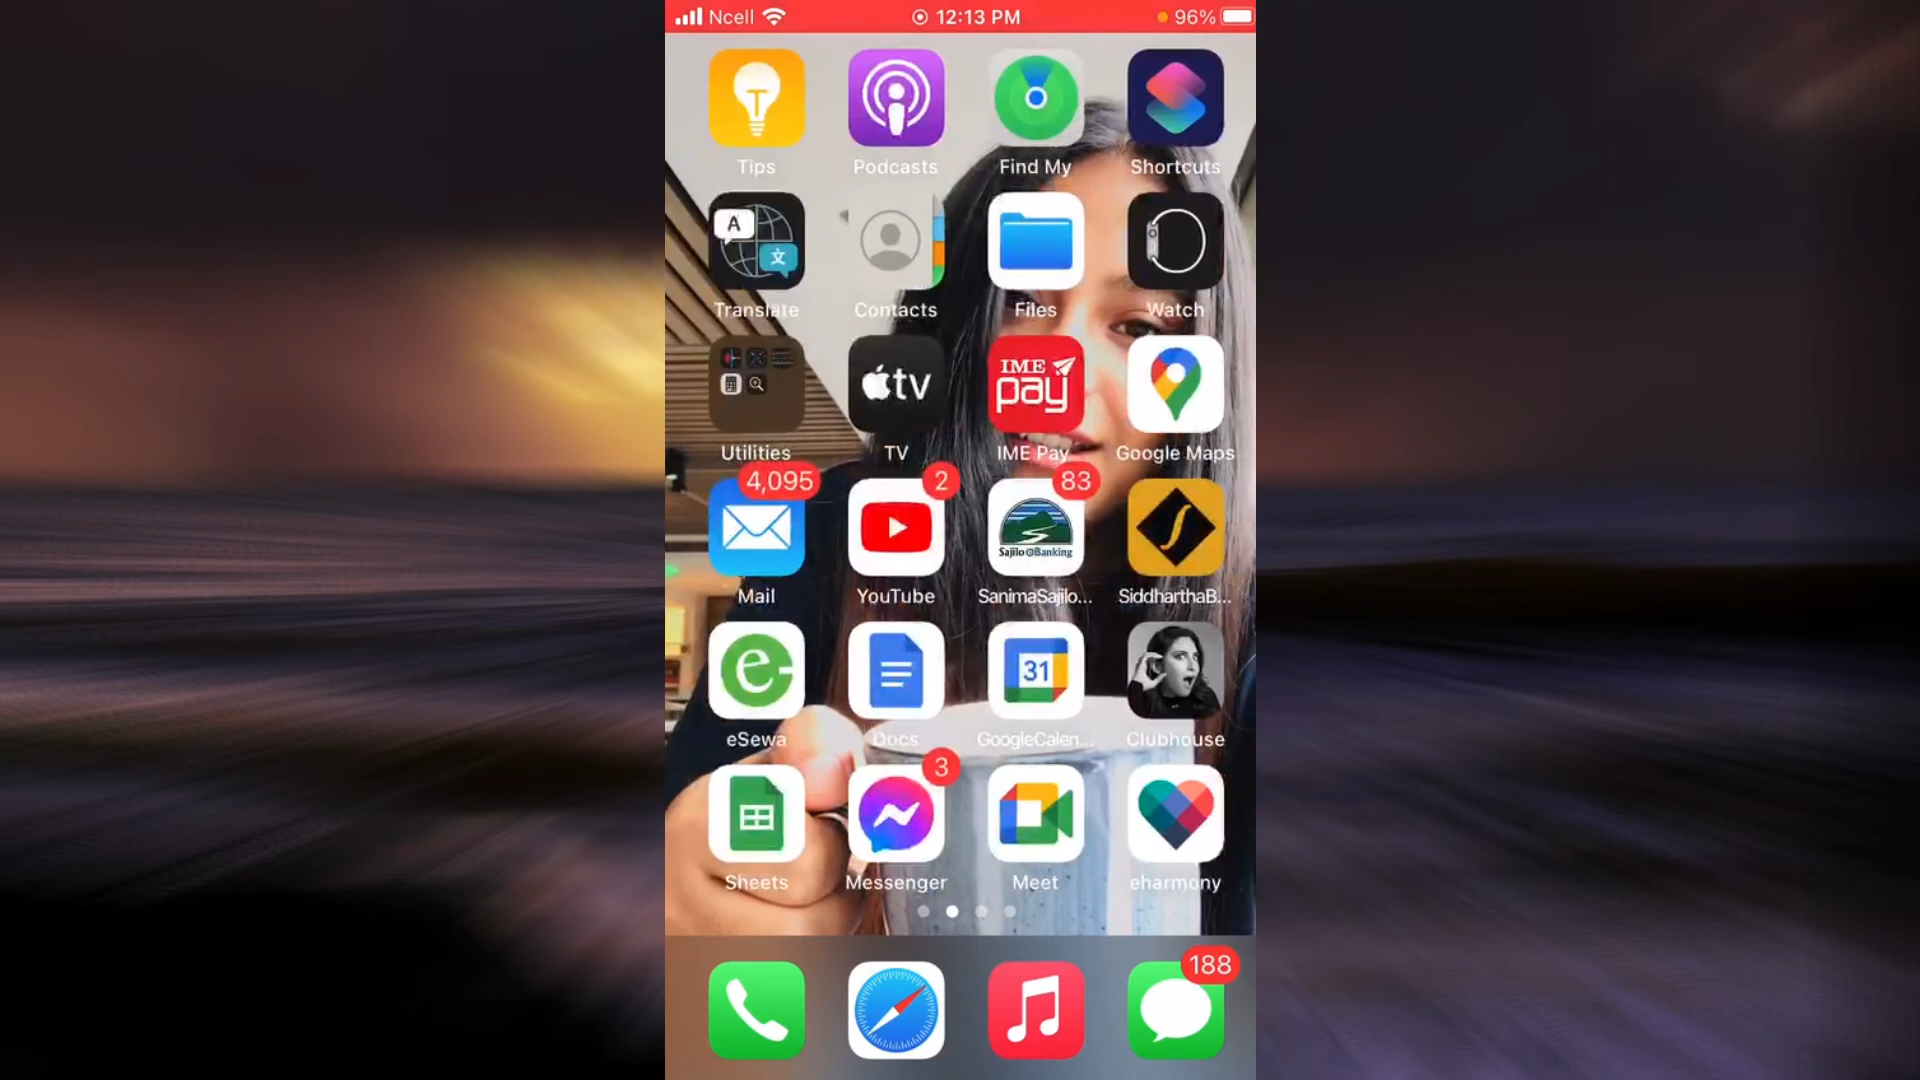 Ncell 12:13 PM 96%
Tips Podcasts Find My Shortcuts
A 文
Translate Contacts Files Watch
tv IME pay
Utilities TV IME Pay Google Maps
4,095 2 83
Sajilo e Banking
Mail YouTube SanimaSajilo... SiddharthaB...
e 31
eSewa Docs GoogleCalen... Clubhouse
3
Sheets Messenger Meet eharmony
188